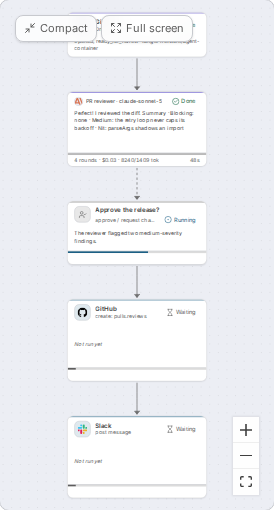 Compact
Full screen
container
PR reviewer · claude-sonnet-5
Done
Perfect! I reviewed the diff. Summary · Blocking:
none · Medium: the retry loop never caps its
backoff · Nit: parseArgs shadows an import
4 rounds · $0.03 · 8240/1409 tok
48s
Approve the release?
approve / request cha...
Running
The reviewer flagged two medium-severity
findings.
GitHub
create: pulls.reviews
Waiting
Not run yet
Slack
post message
Waiting
Not run yet